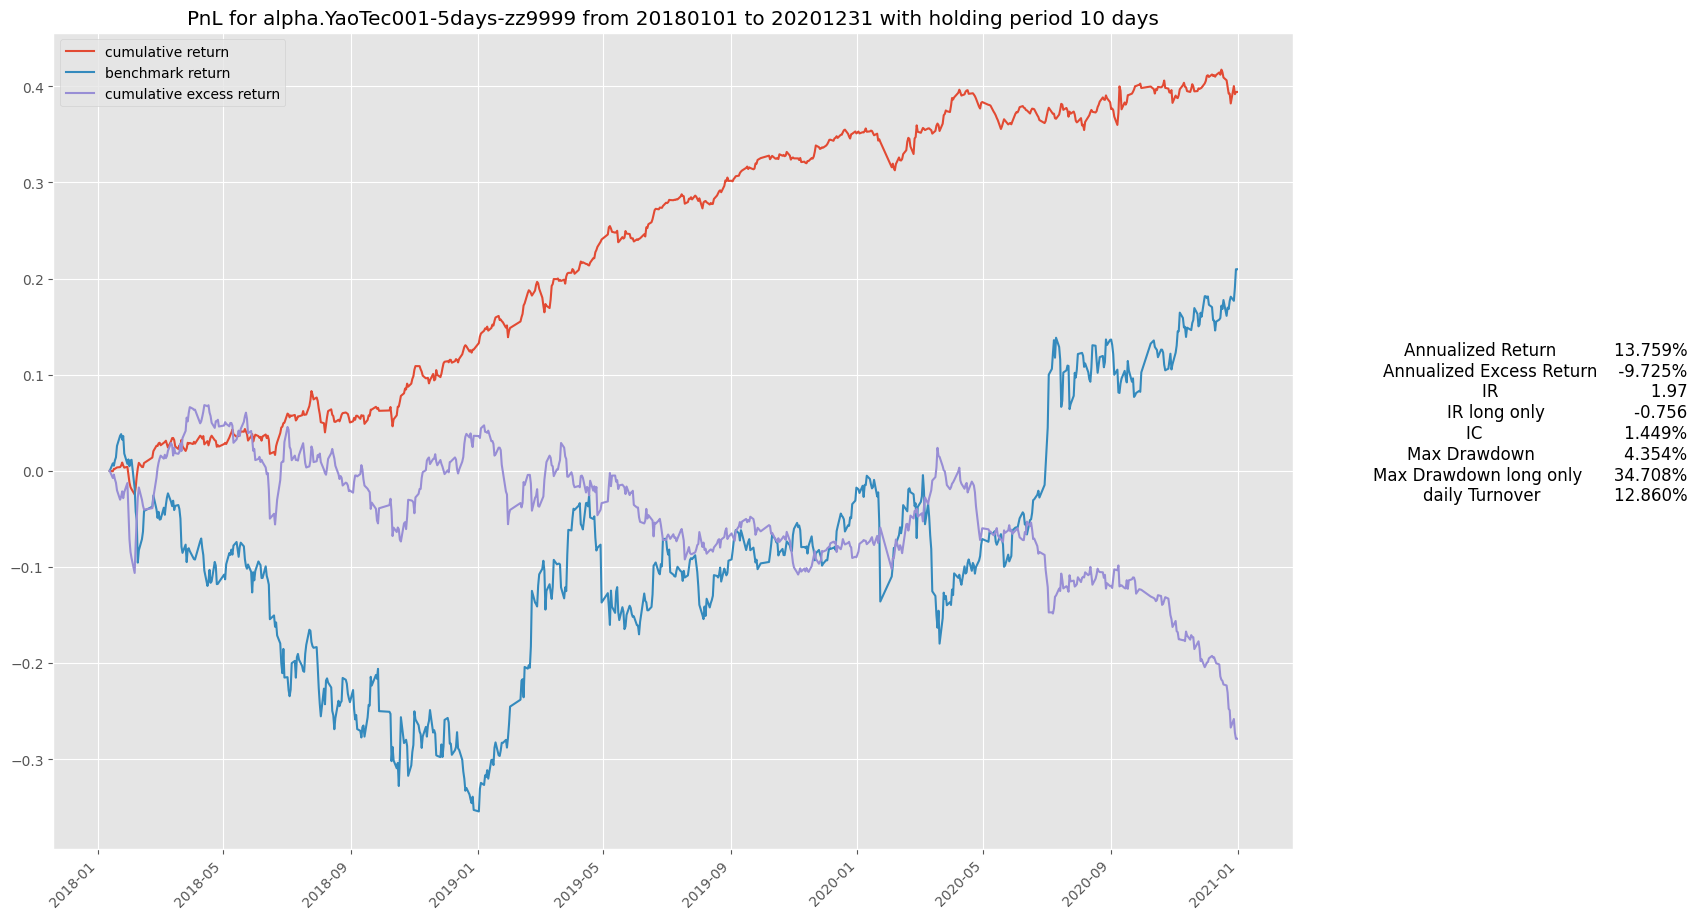 PnL for alpha.YaoTec001-5days-zz9999 from 20180101 to 20201231 with holding period 10 days
cumulative return
benchmark return
cumulative excess return
0.4
0.3
0.2
0.1
0.0
−0.1
−0.2
−0.3
2018-01
2018-05
2018-09
2019-01
2019-05
2019-09
2020-01
2020-05
2020-09
2021-01
Annualized Return 13.759%
Annualized Excess Return -9.725%
IR 1.97
IR long only -0.756
IC 1.449%
Max Drawdown 4.354%
Max Drawdown long only 34.708%
daily Turnover 12.860%